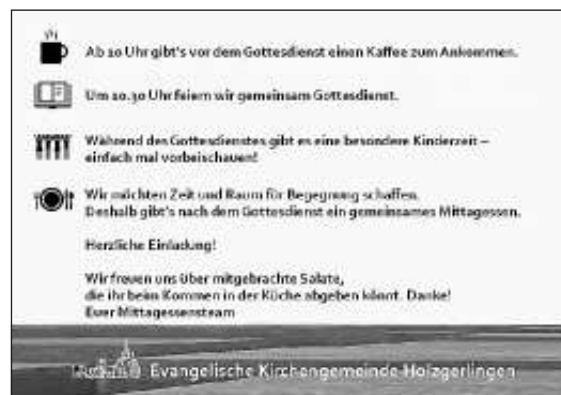 Ab 10 Uhr gibt's vor dem Gottesdienst einen Kaffee zum Ankommen.
Um 10.30 Uhr feiern wir gemeinsam Gottesdienst.
Während des Gottesdienstes gibt es eine besondere Kinderzeit –
einfach mal vorbeischauen!
Wir möchten Zeit und Raum für Begegnung schaffen.
Deshalb gibt's nach dem Gottesdienst ein gemeinsames Mittagessen.
Herzliche Einladung!
Wir freuen uns über mitgebrachte Salate,
die ihr beim Kommen in der Küche abgeben könnt. Danke!
Euer Mittagessensteam
Evangelische Kirchengemeinde Holzgerlingen